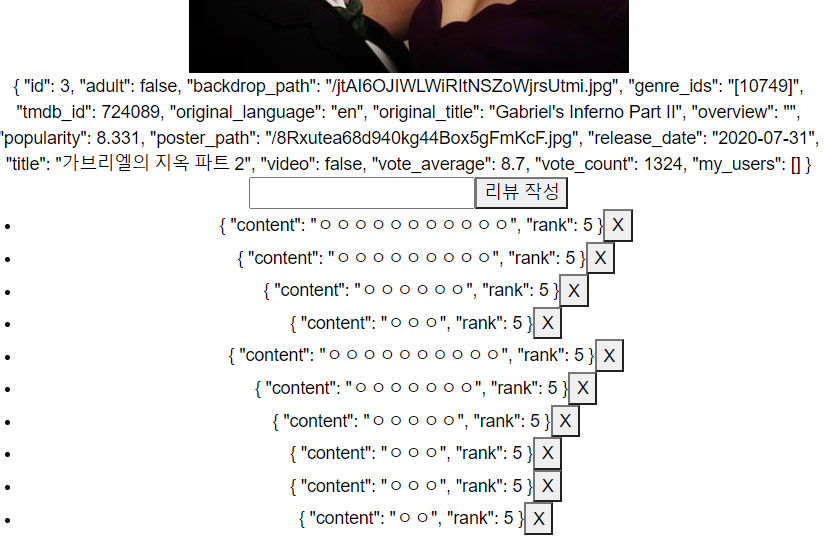 { "id": 3, "adult": false, "backdrop_path": "/jtAI6OJIWLWiRItNSZoWjrsUtmi.jpg", "genre_ids": "[10749]",
"tmdb_id": 724089, "original_language": "en", "original_title": "Gabriel's Inferno Part II", "overview": "",
"popularity": 8.331, "poster_path": "/8Rxutea68d940kg44Box5gFmKcF.jpg", "release_date": "2020-07-31",
"title": "가브리엘의 지옥 파트 2", "video": false, "vote_average": 8.7, "vote_count": 1324, "my_users": [] }
리뷰 작성
{ "content": "ㅇㅇㅇㅇㅇㅇㅇㅇㅇㅇㅇ", "rank": 5 } X
{ "content": "ㅇㅇㅇㅇㅇㅇㅇㅇㅇ", "rank": 5 } X
{ "content": "ㅇㅇㅇㅇㅇㅇ", "rank": 5 } X
{ "content": "ㅇㅇㅇ", "rank": 5 } X
{ "content": "ㅇㅇㅇㅇㅇㅇㅇㅇㅇㅇ", "rank": 5 } X
{ "content": "ㅇㅇㅇㅇㅇㅇㅇ", "rank": 5 } X
{ "content": "ㅇㅇㅇㅇㅇ", "rank": 5 } X
{ "content": "ㅇㅇㅇ", "rank": 5 } X
{ "content": "ㅇㅇㅇ", "rank": 5 } X
{ "content": "ㅇㅇ", "rank": 5 } X